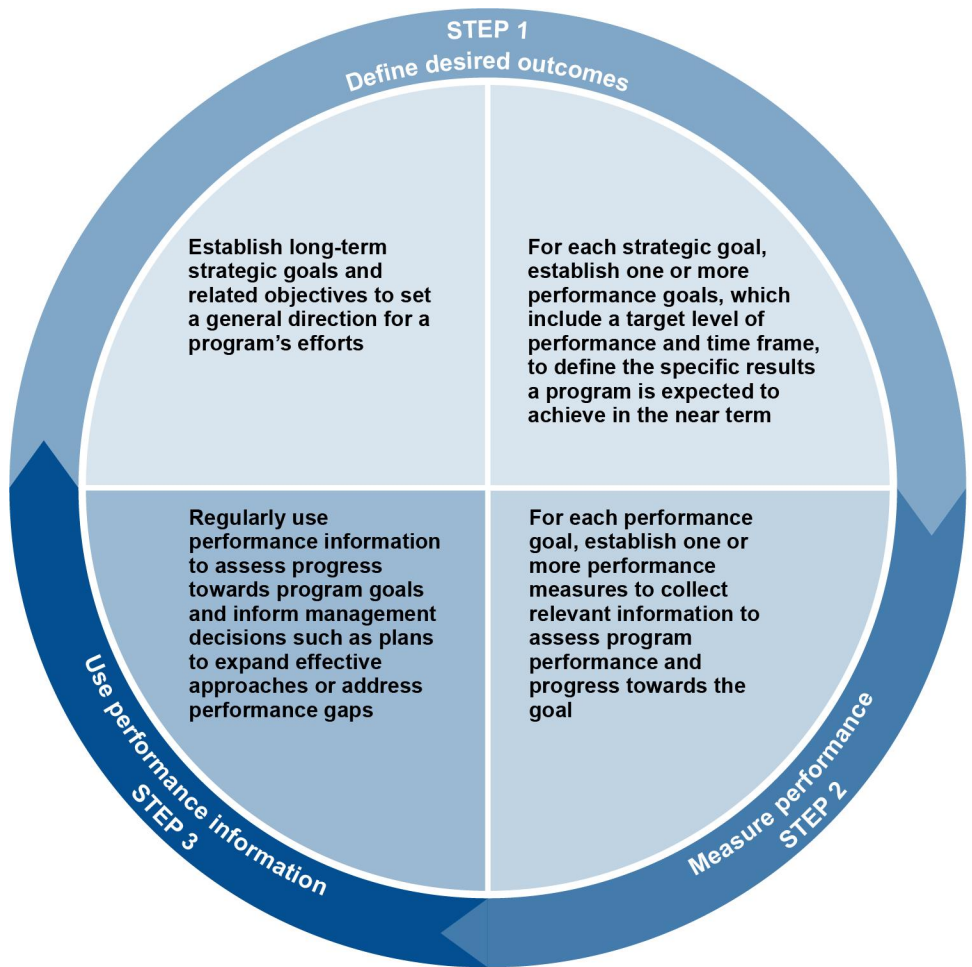 STEP 1
Define desired outcomes
Establish long-term
strategic goals and
related objectives to set
a general direction for a
program's efforts
For each strategic goal,
establish one or more
performance goals, which
include a target level of
performance and time frame,
to define the specific results
a program is expected to
achieve in the near term
For each performance
goal, establish one or
more performance
measures to collect
relevant information to
assess program
performance and
progress towards the
goal
Measure performance
STEP 2
Regularly use
performance information
to assess progress
towards program goals
and inform management
decisions such as plans
to expand effective
approaches or address
performance gaps
Use performance information
STEP 3